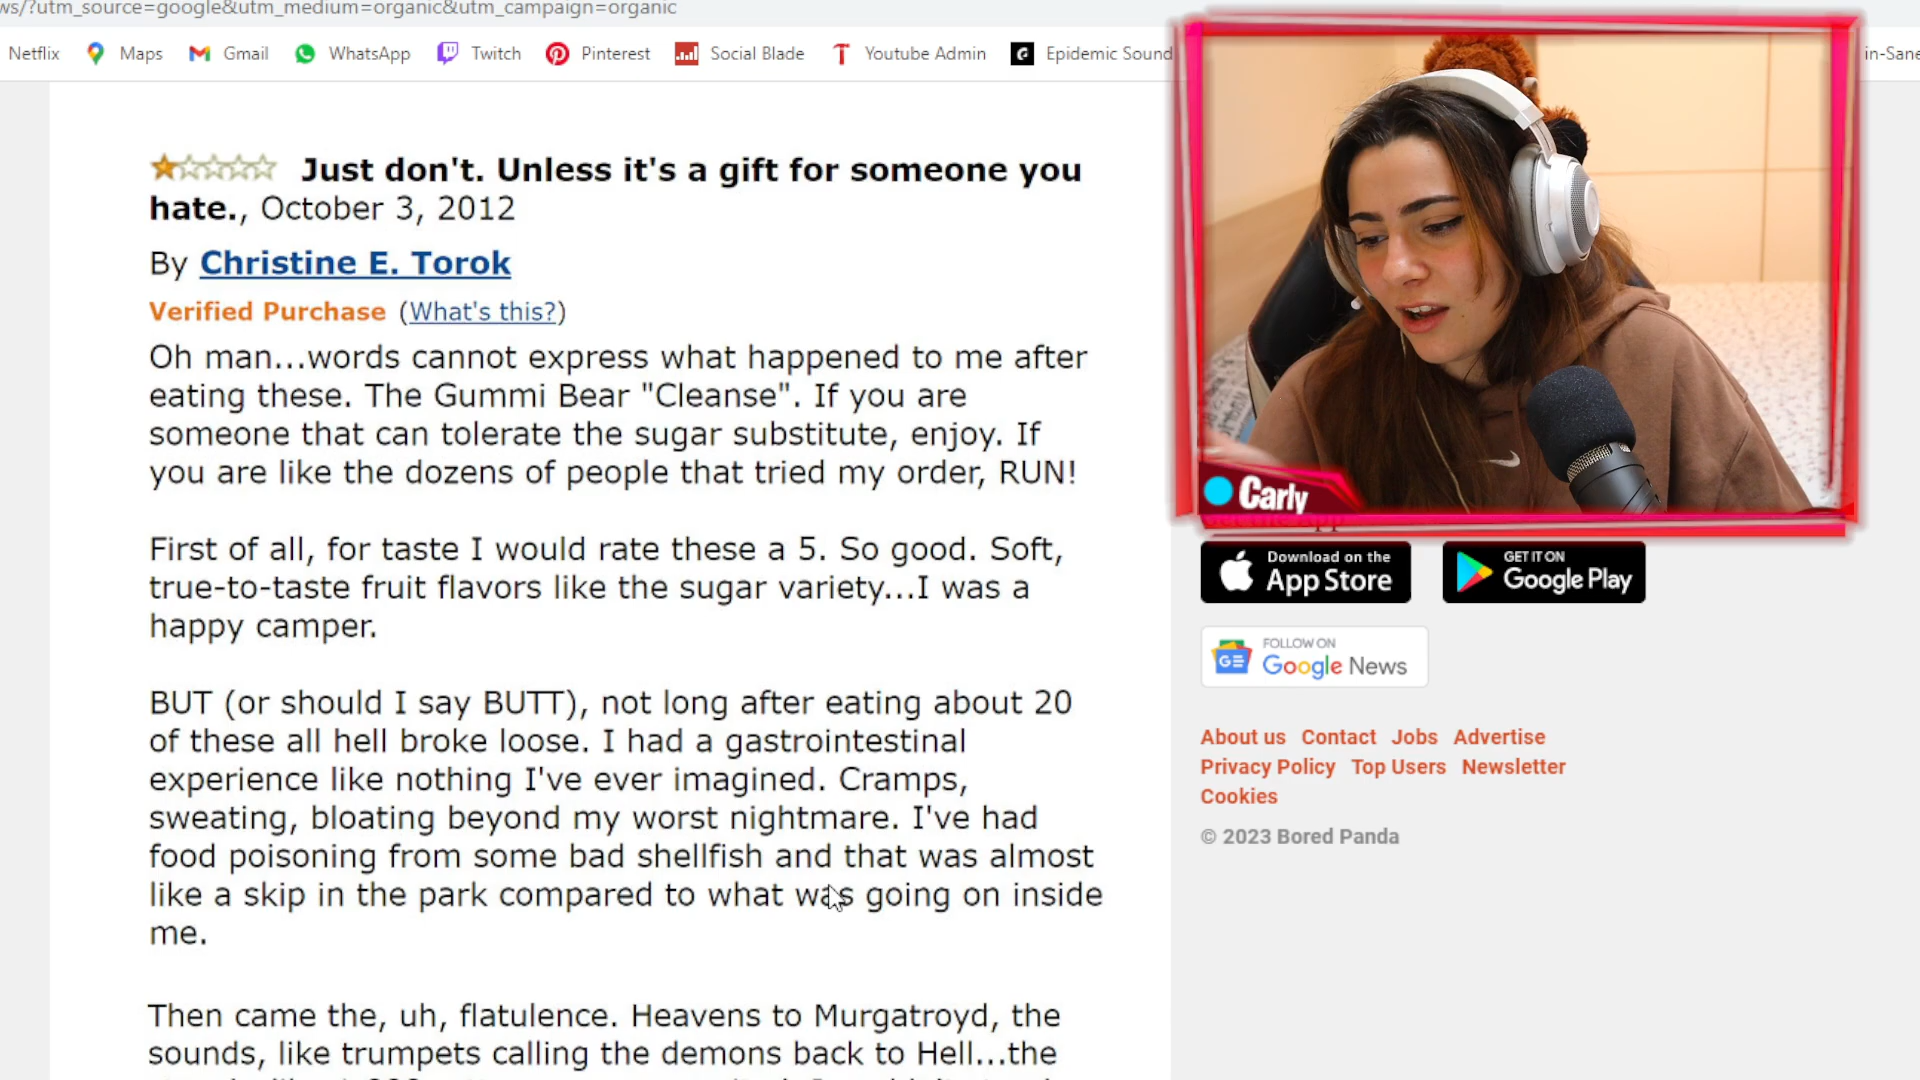 ws/?utm_source=google&utm_medium=organic&utm_campaign=organic
Netflix Maps Gmail WhatsApp Twitch Pinterest Social Blade Youtube Admin Epidemic Sound in-Sane
Just don't. Unless it's a gift for someone you
hate., October 3, 2012
By Christine E. Torok
Verified Purchase (What's this?)
Oh man...words cannot express what happened to me after
eating these. The Gummi Bear "Cleanse". If you are
someone that can tolerate the sugar substitute, enjoy. If
you are like the dozens of people that tried my order, RUN!
First of all, for taste I would rate these a 5. So good. Soft,
true-to-taste fruit flavors like the sugar variety...I was a
happy camper.
BUT (or should I say BUTT), not long after eating about 20
of these all hell broke loose. I had a gastrointestinal
experience like nothing I've ever imagined. Cramps,
sweating, bloating beyond my worst nightmare. I've had
food poisoning from some bad shellfish and that was almost
like a skip in the park compared to what was going on inside
me.
Then came the, uh, flatulence. Heavens to Murgatroyd, the
sounds, like trumpets calling the demons back to Hell...the
Carly
Download on the
App Store
GET IT ON
Google Play
FOLLOW ON
GE Google News
About us Contact Jobs Advertise
Privacy Policy Top Users Newsletter
Cookies
© 2023 Bored Panda